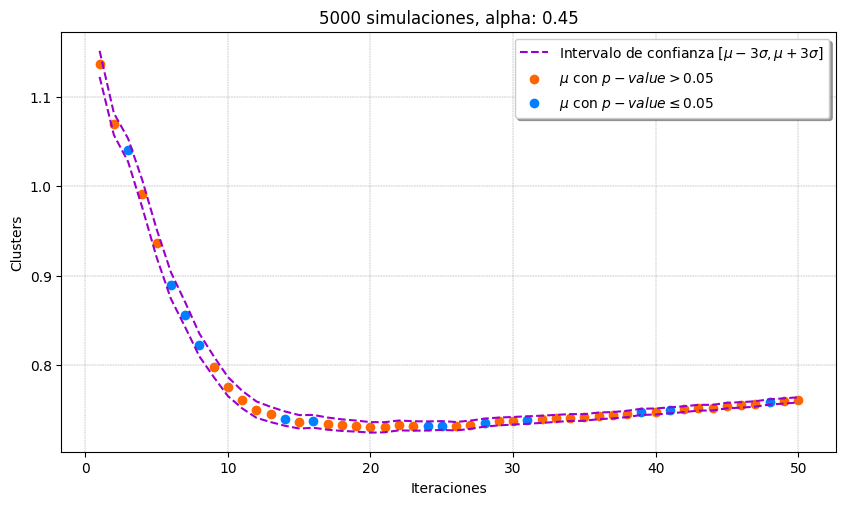 5000 simulaciones, alpha: 0.45
Intervalo de confianza [μ − 3σ, μ + 3σ]
μ con p − value > 0.05
μ con p − value ≤ 0.05
Clusters
1.1
1.0
0.9
0.8
0 10 20 30 40 50
Iteraciones